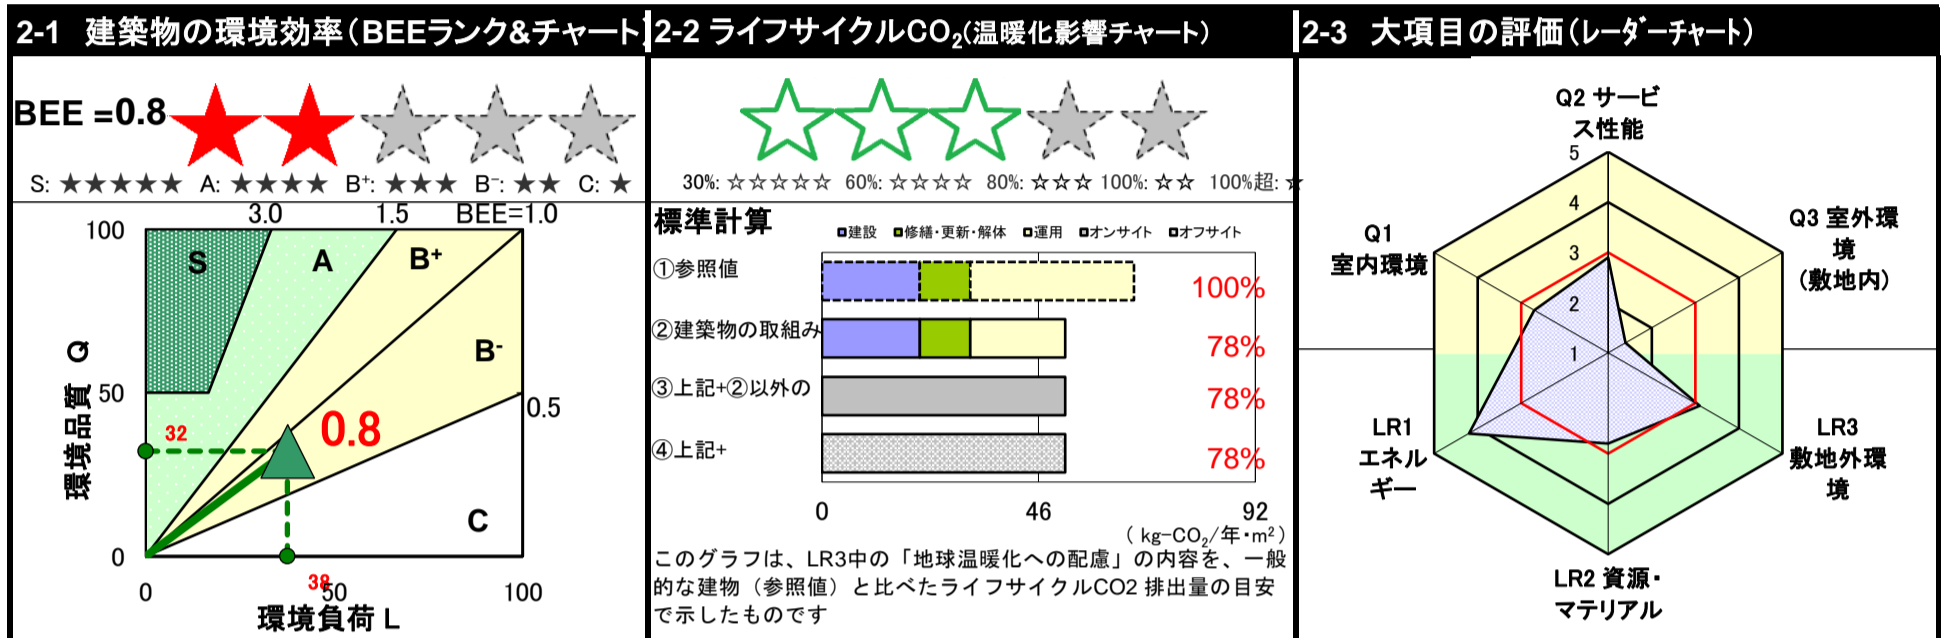 2-1 建築物の環境効率(BEEランク&チャート)
BEE =0.8
S: ★★★★★ A: ★★★★ B+: ★★★ B-: ★★ C: ★
3.0 1.5 BEE=1.0
100
S
A
B+
B-
環境品質 Q
50
0.5
32
0.8
C
0
38
0 50 100
環境負荷 L
2-2 ライフサイクルCO2(温暖化影響チャート)
30%: ☆☆☆☆☆ 60%: ☆☆☆☆ 80%: ☆☆☆ 100%: ☆☆ 100%超: ☆
標準計算
建設 修繕・更新・解体 運用 オンサイト オフサイト
①参照値 100%
②建築物の取組み 78%
③上記+②以外の 78%
④上記+ 78%
0 46 92
( kg-CO2/年・m2 )
このグラフは、LR3中の「地球温暖化への配慮」の内容を、一般
的な建物(参照値)と比べたライフサイクルCO2 排出量の目安
で示したものです
2-3 大項目の評価(レーダーチャート)
Q2 サービ
ス性能
5
4
3
2
1
Q1
室内環境
Q3 室外環
境
(敷地内)
LR1
エネル
ギー
LR3
敷地外環
境
LR2 資源・
マテリアル